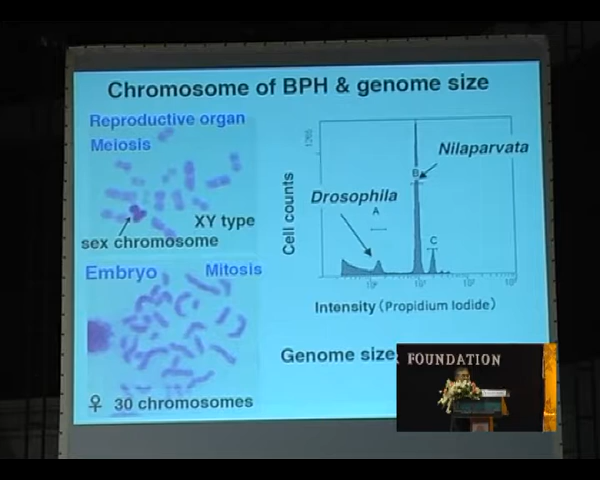 Chromosome of BPH & genome size
Reproductive organ
Meiosis
XY type
sex chromosome
Embryo
Mitosis
♀ 30 chromosomes
Cell counts
Drosophila
Nilaparvata
A
B
C
Intensity (Propidium Iodide)
Genome size
FOUNDATION